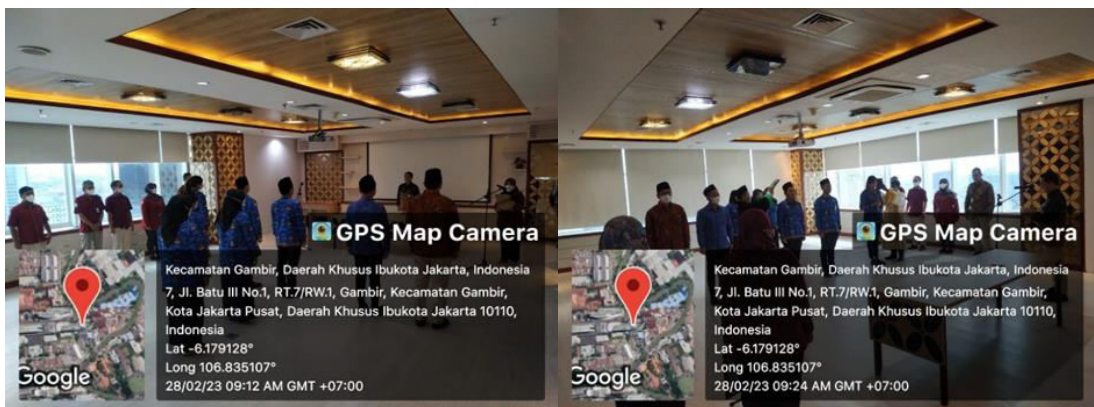 GPS Map Camera
Kecamatan Gambir, Daerah Khusus Ibukota Jakarta, Indonesia
7, Jl. Batu III No.1, RT.7/RW.1, Gambir, Kecamatan Gambir,
Kota Jakarta Pusat, Daerah Khusus Ibukota Jakarta 10110,
Indonesia
Lat -6.179128°
Long 106.835107°
28/02/23 09:12 AM GMT +07:00
Google
GPS Map Camera
Kecamatan Gambir, Daerah Khusus Ibukota Jakarta, Indonesia
7, Jl. Batu III No.1, RT.7/RW.1, Gambir, Kecamatan Gambir,
Kota Jakarta Pusat, Daerah Khusus Ibukota Jakarta 10110,
Indonesia
Lat -6.179128°
Long 106.835107°
28/02/23 09:24 AM GMT +07:00
Google